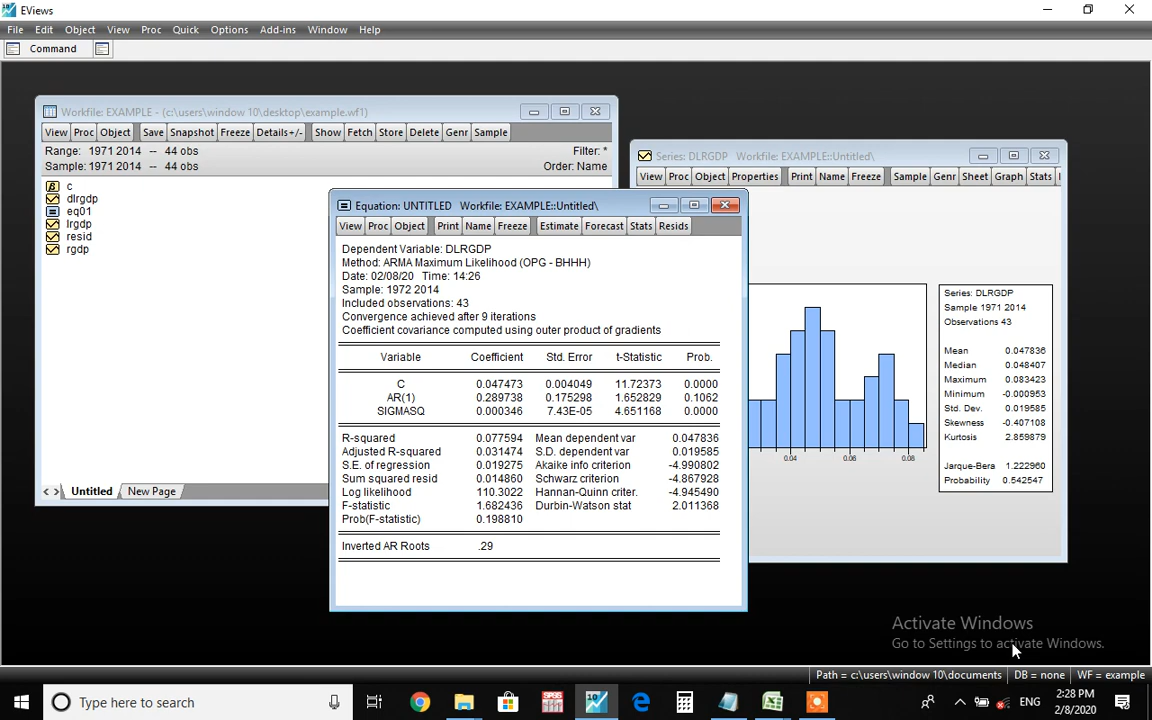 EViews
File Edit Object View Proc Quick Options Add-ins Window Help
Command
Workfile: EXAMPLE - (c:\users\window 10\desktop\example.wf1)
View Proc Object Save Snapshot Freeze Details+/- Show Fetch Store Delete Genr Sample
Range: 1971 2014 -- 44 obs Filter: *
Sample: 1971 2014 -- 44 obs Order: Name
c
dlrgdp
eq01
lrgdp
resid
rgdp
Untitled New Page
Series: DLRGDP Workfile: EXAMPLE::Untitled\
View Proc Object Properties Print Name Freeze Sample Genr Sheet Graph Stats
Equation: UNTITLED Workfile: EXAMPLE::Untitled\
View Proc Object Print Name Freeze Estimate Forecast Stats Resids
Dependent Variable: DLRGDP
Method: ARMA Maximum Likelihood (OPG - BHHH)
Date: 02/08/20 Time: 14:26
Sample: 1972 2014
Included observations: 43
Convergence achieved after 9 iterations
Coefficient covariance computed using outer product of gradients
Variable Coefficient Std. Error t-Statistic Prob.
C 0.047473 0.004049 11.72373 0.0000
AR(1) 0.289738 0.175298 1.652829 0.1062
SIGMASQ 0.000346 7.43E-05 4.651168 0.0000
R-squared 0.077594 Mean dependent var 0.047836
Adjusted R-squared 0.031474 S.D. dependent var 0.019585
S.E. of regression 0.019275 Akaike info criterion -4.990802
Sum squared resid 0.014860 Schwarz criterion -4.867928
Log likelihood 110.3022 Hannan-Quinn criter. -4.945490
F-statistic 1.682436 Durbin-Watson stat 2.011368
Prob(F-statistic) 0.198810
Inverted AR Roots .29
0.04 0.06 0.08
Series: DLRGDP
Sample 1971 2014
Observations 43
Mean 0.047836
Median 0.048407
Maximum 0.083423
Minimum -0.000953
Std. Dev. 0.019585
Skewness -0.407108
Kurtosis 2.859879
Jarque-Bera 1.222960
Probability 0.542547
Activate Windows
Go to Settings to activate Windows.
Path = c:\users\window 10\documents DB = none WF = example
Type here to search
SPSS
ENG
2:28 PM
2/8/2020